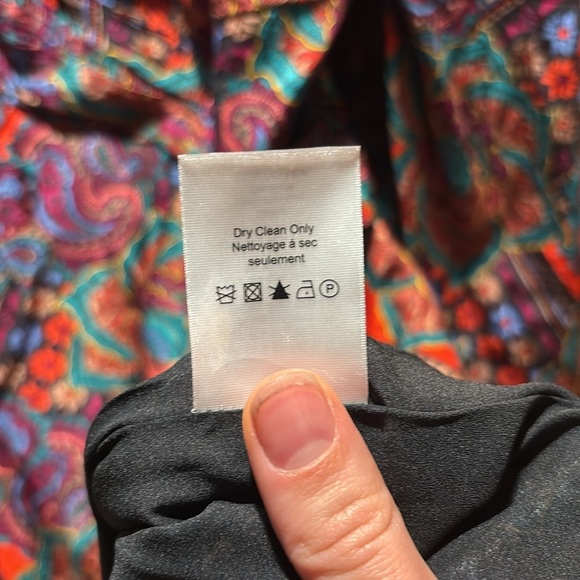 Dry Clean Only
Nettoyage à sec
seulement
P